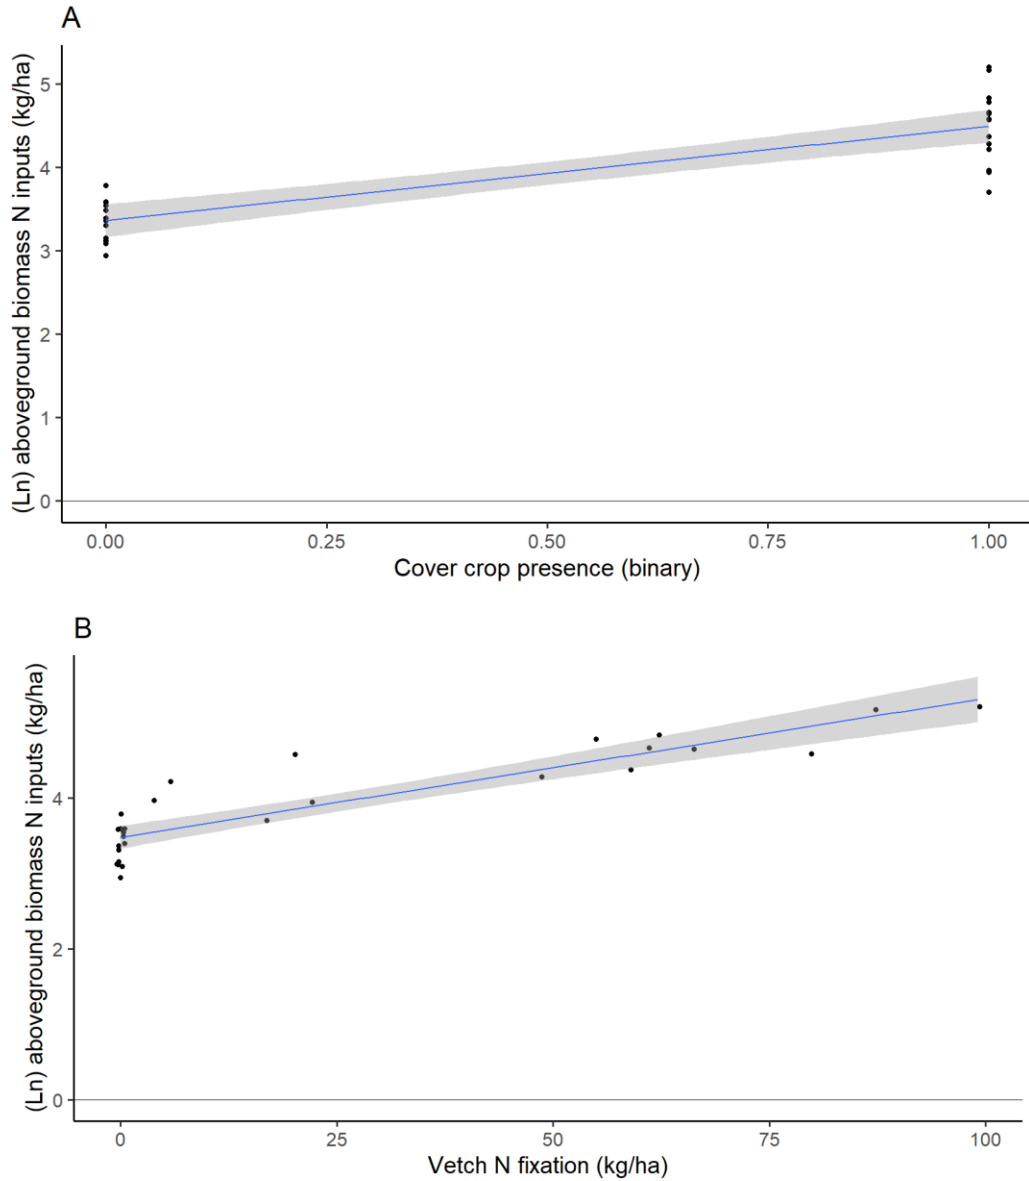 A
(Ln) aboveground biomass N inputs (kg/ha)
5
4
3
2
1
0
0.00 0.25 0.50 0.75 1.00
Cover crop presence (binary)
B
(Ln) aboveground biomass N inputs (kg/ha)
4
2
0
0 25 50 75 100
Vetch N fixation (kg/ha)